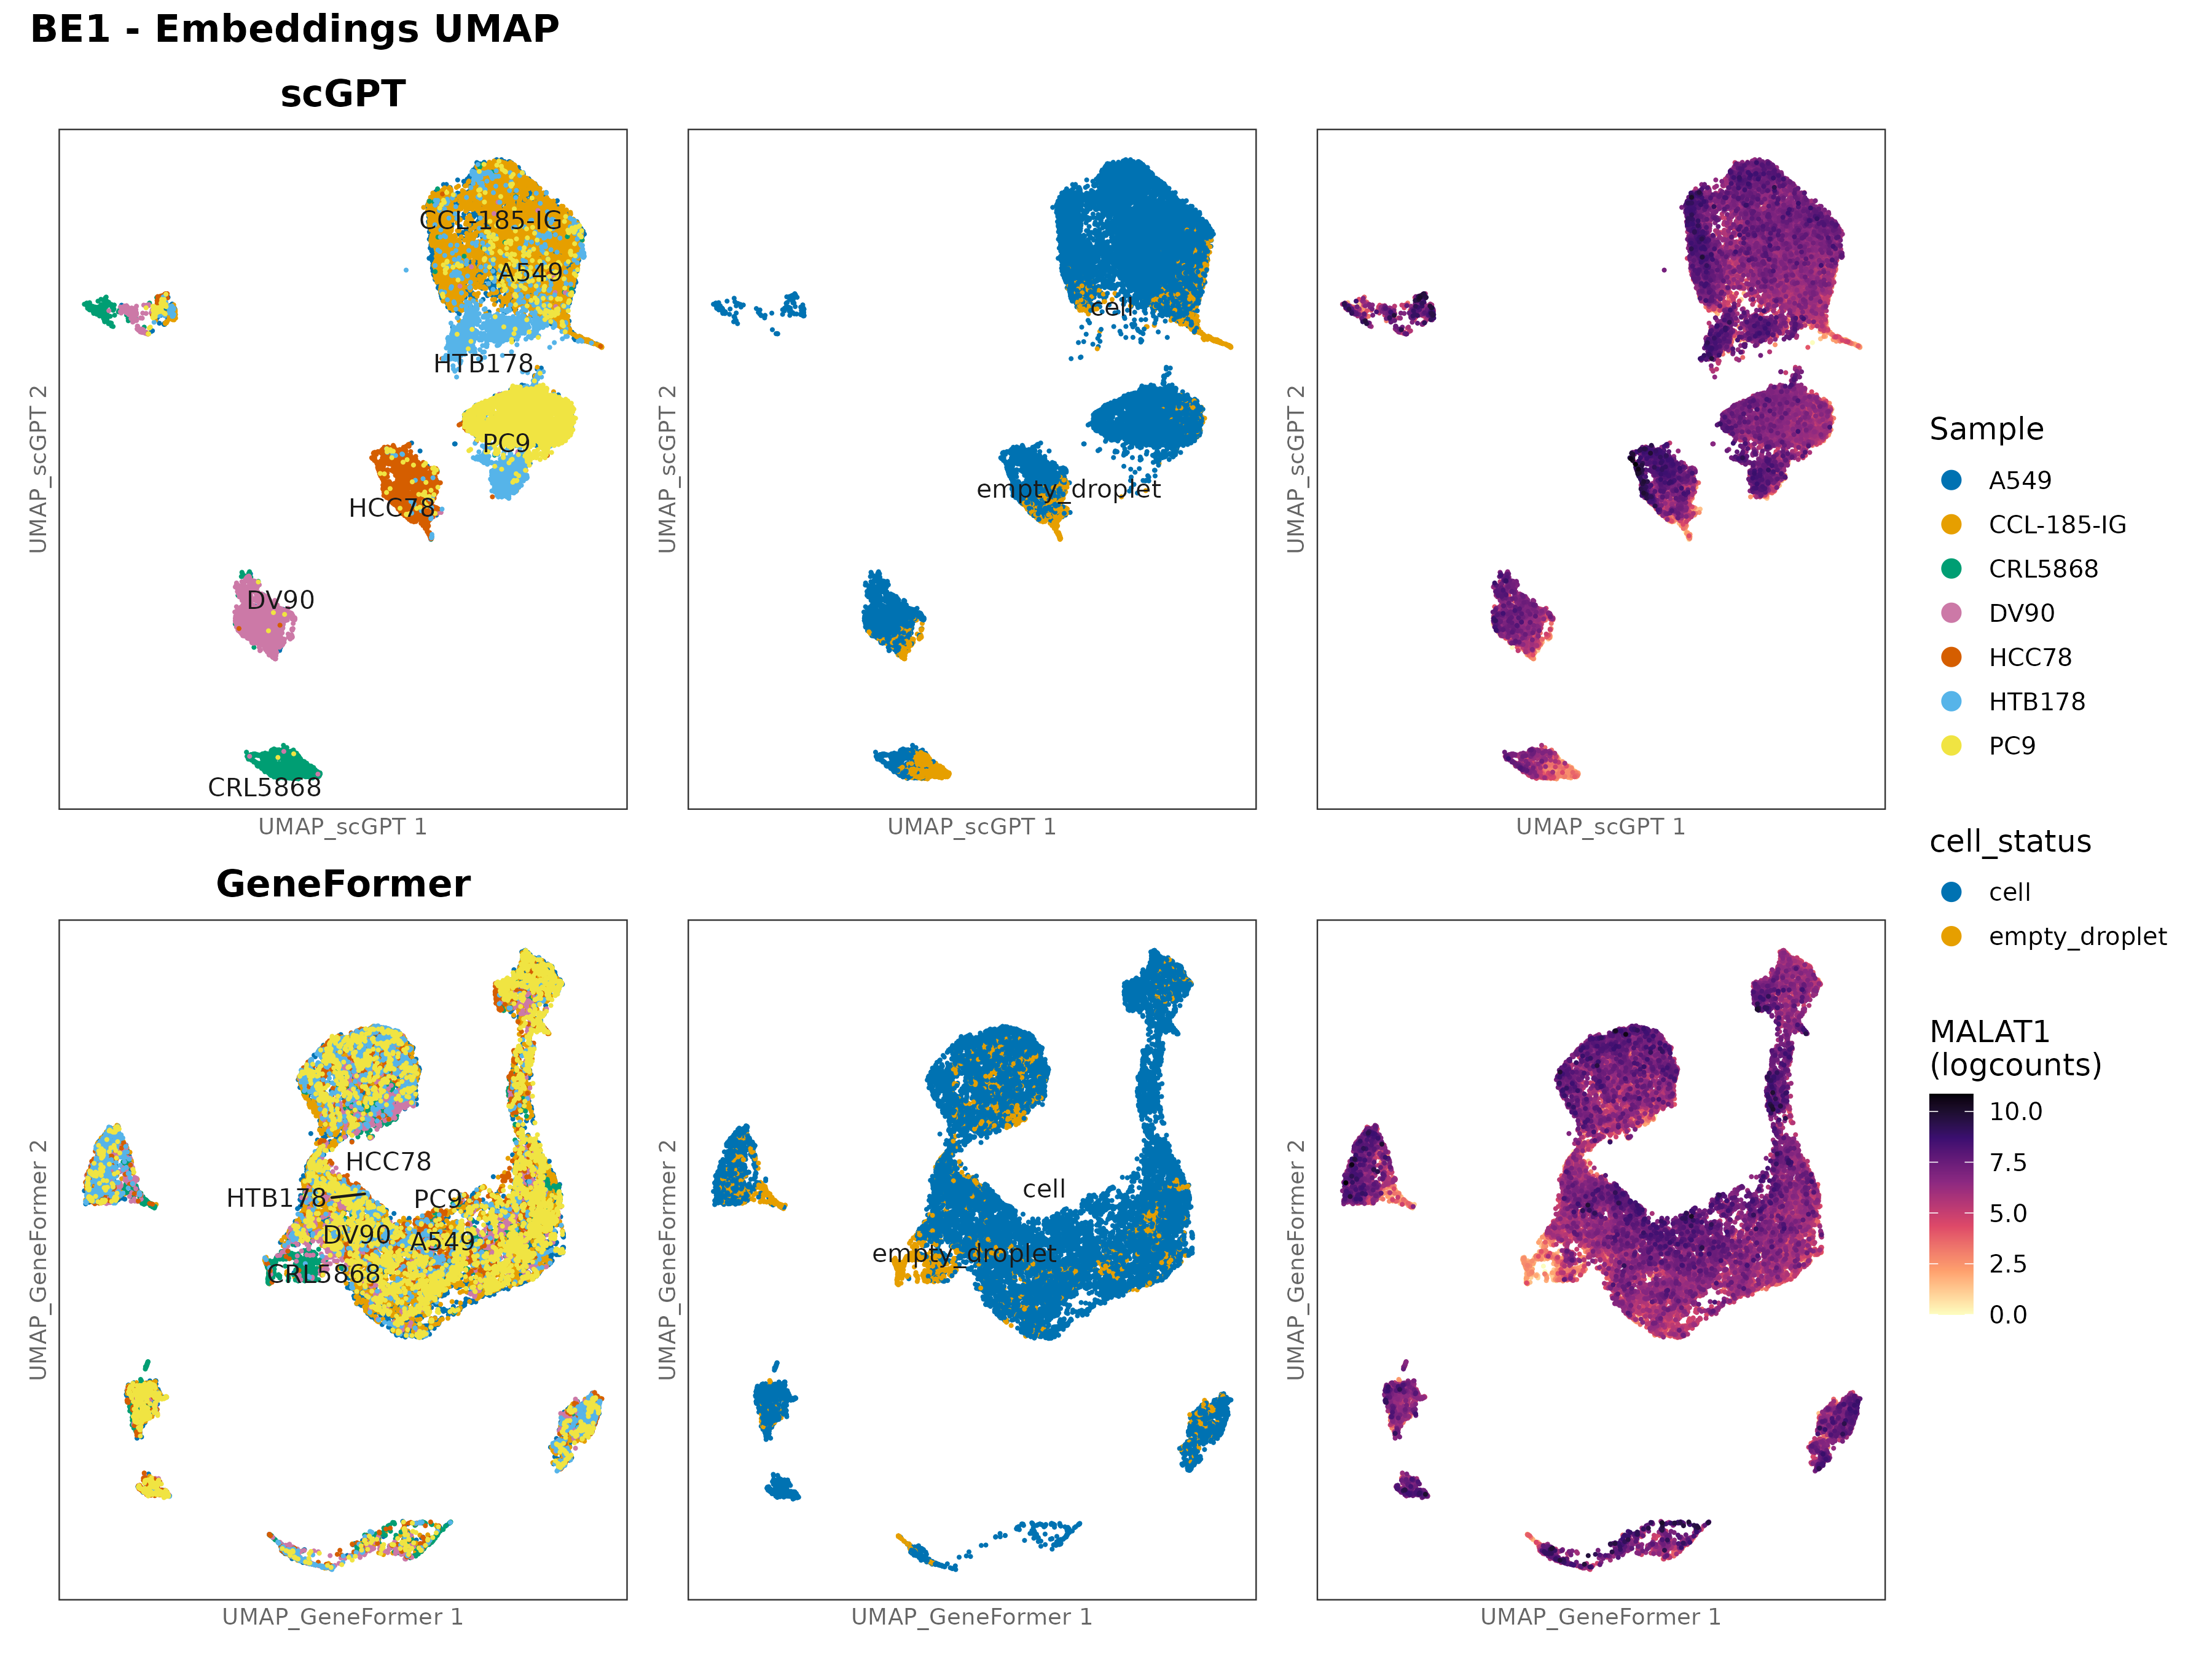 BE1 - Embeddings UMAP
scGPT
CCL-185-IG
A549
HTB178
PC9
HCC78
DV90
CRL5868
UMAP_scGPT 2
UMAP_scGPT 1
cell
empty_droplet
UMAP_scGPT 2
UMAP_scGPT 1
UMAP_scGPT 2
UMAP_scGPT 1
GeneFormer
HCC78
HTB178
PC9
DV90
A549
CRL5868
UMAP_GeneFormer 2
UMAP_GeneFormer 1
cell
empty_droplet
UMAP_GeneFormer 2
UMAP_GeneFormer 1
UMAP_GeneFormer 2
UMAP_GeneFormer 1
Sample
A549
CCL-185-IG
CRL5868
DV90
HCC78
HTB178
PC9
cell_status
cell
empty_droplet
MALAT1
(logcounts)
10.0
7.5
5.0
2.5
0.0